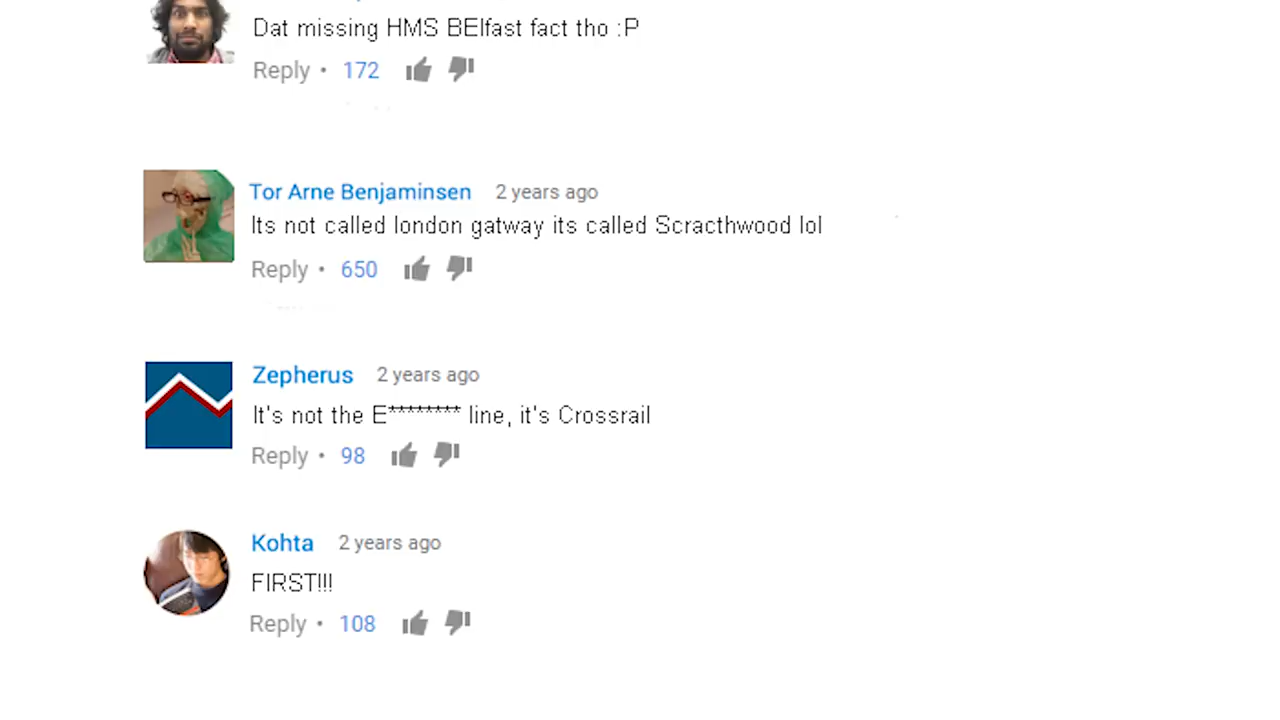 Dat missing HMS BElfast fact tho :P
Reply • 172
Tor Arne Benjaminsen 2 years ago
Its not called london gatway its called Scracthwood lol
Reply • 650
Zepherus 2 years ago
It's not the E******** line, it's Crossrail
Reply • 98
Kohta 2 years ago
FIRST!!!
Reply • 108